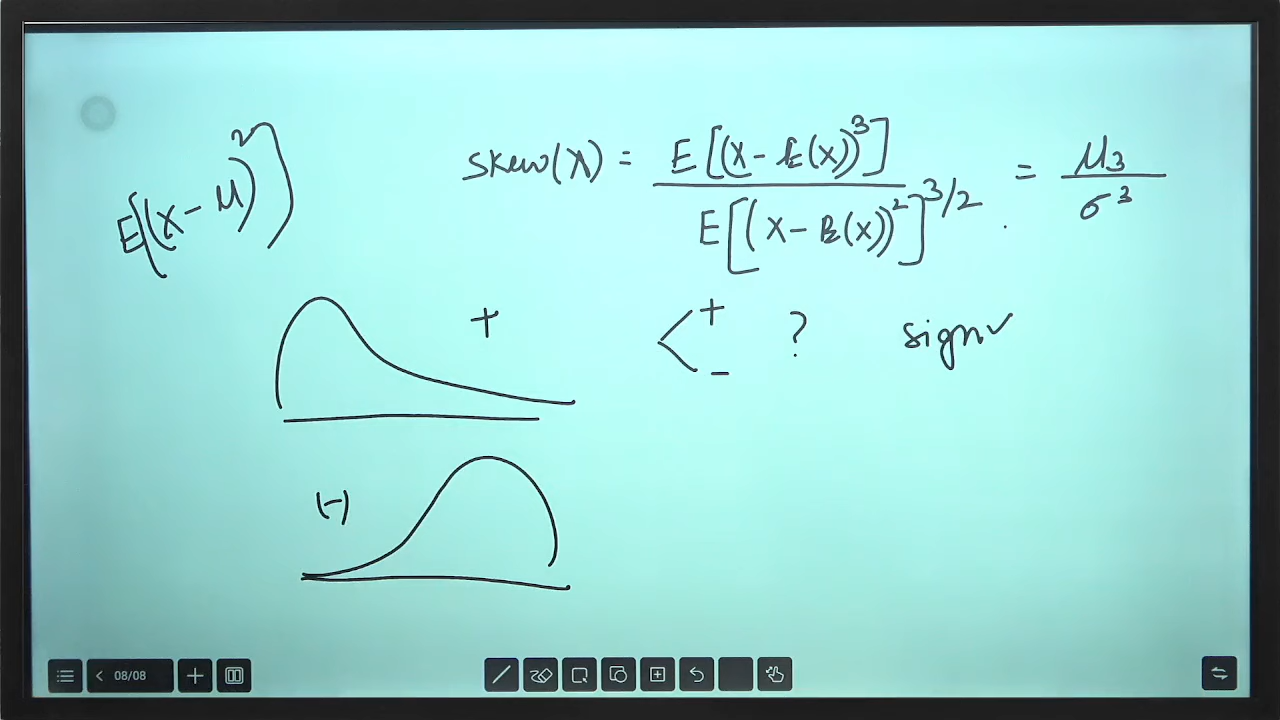 E[(x-μ)²]
skew(X) = E[(x-E(x))³] / E[(x-E(x))²]^3/2 = μ3 / σ³
+
< + - ? sign✓
(-)
08/08